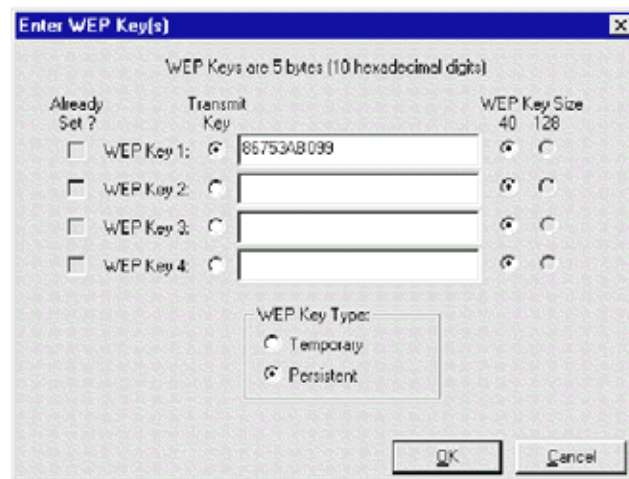 Enter WEP Key(s)
WEP Keys are 5 bytes (10 hexadecimal digits)
Already Set ?
Transmit Key
WEP Key Size
40 128
WEP Key 1:
86753AB099
WEP Key 2:
WEP Key 3:
WEP Key 4:
WEP Key Type:
Temporary
Persistent
OK
Cancel